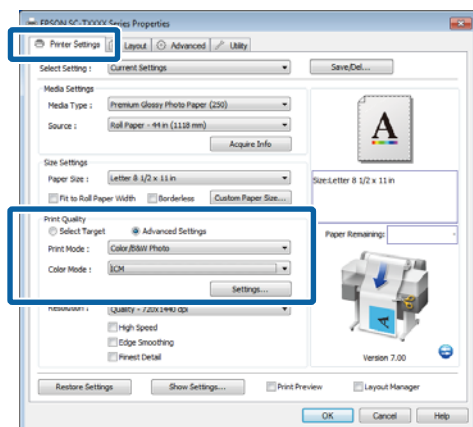 EPSON SC-TXXXX Series Properties
Printer Settings Layout Advanced Utility
Select Setting : Current Settings Save/Del...
Media Settings
Media Type : Premium Glossy Photo Paper (250)
Source : Roll Paper - 44 in (1118 mm)
Acquire Info
Size Settings
Paper Size : Letter 8 1/2 x 11 in
Fit to Roll Paper Width Borderless Custom Paper Size...
Print Quality
Select Target Advanced Settings
Print Mode : Color/B&W Photo
Color Mode : ICM
Settings...
Resolution : Quality - 720x1440 dpi
High Speed
Edge Smoothing
Finest Detail
A
Size:Letter 8 1/2 x 11 in
Paper Remaining:
A
Version 7.00
Restore Settings Show Settings... Print Preview Layout Manager
OK Cancel Help